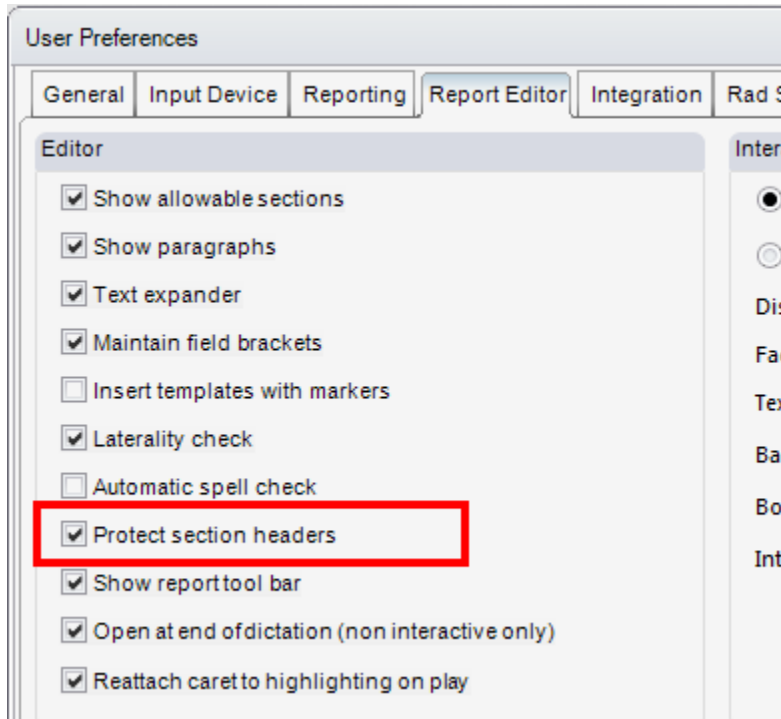 User Preferences
General Input Device Reporting Report Editor Integration Rad
Editor
Show allowable sections
Show paragraphs
Text expander
Maintain field brackets
Insert templates with markers
Laterality check
Automatic spell check
Protect section headers
Show report tool bar
Open at end of dictation (non interactive only)
Reattach caret to highlighting on play